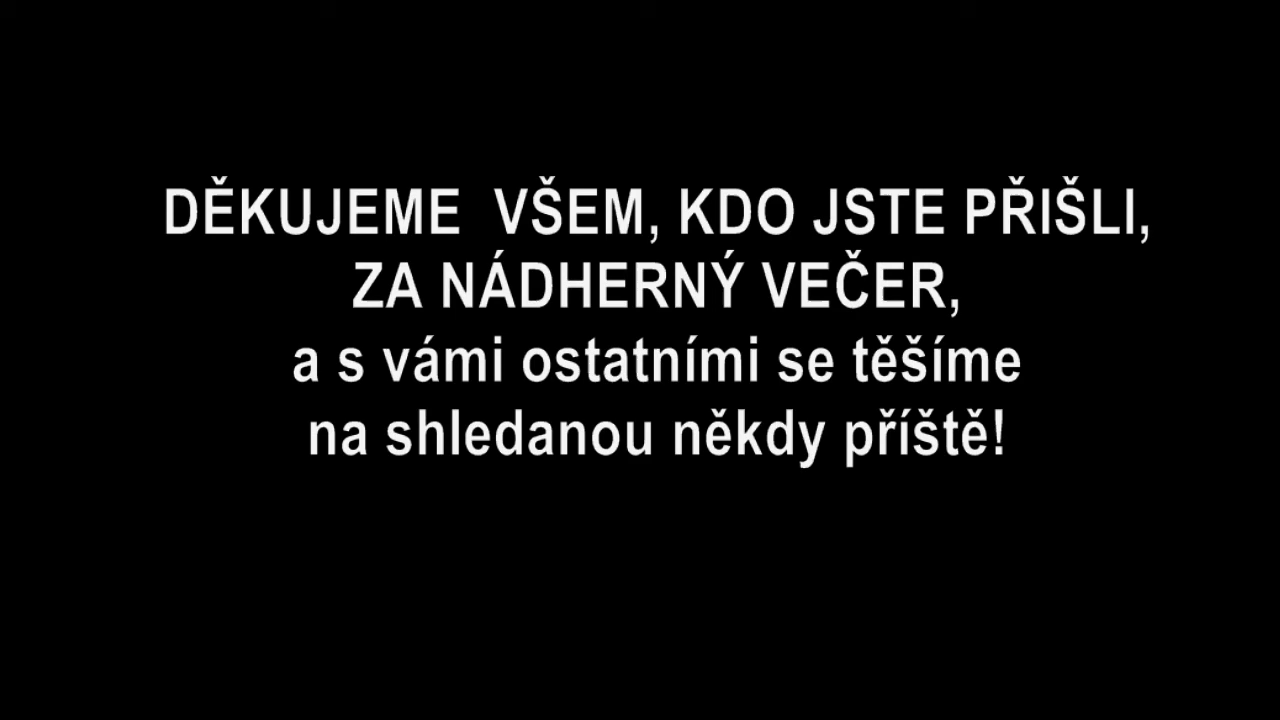 DĚKUJEME  VŠEM, KDO JSTE PŘIŠLI,
ZA NÁDHERNÝ VEČER,
a s vámi ostatními se těšíme
na shledanou někdy příště!